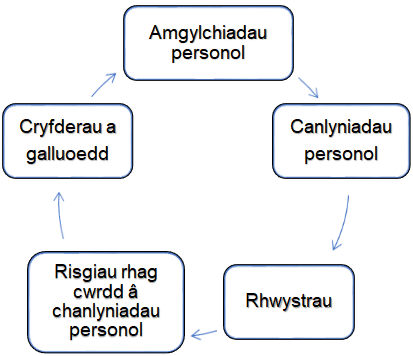 Amgylchiadau
personol
Canlyniadau
personol
Rhwystrau
Risgiau rhag
cwrdd â
chanlyniadau
personol
Cryfderau a
galluoedd